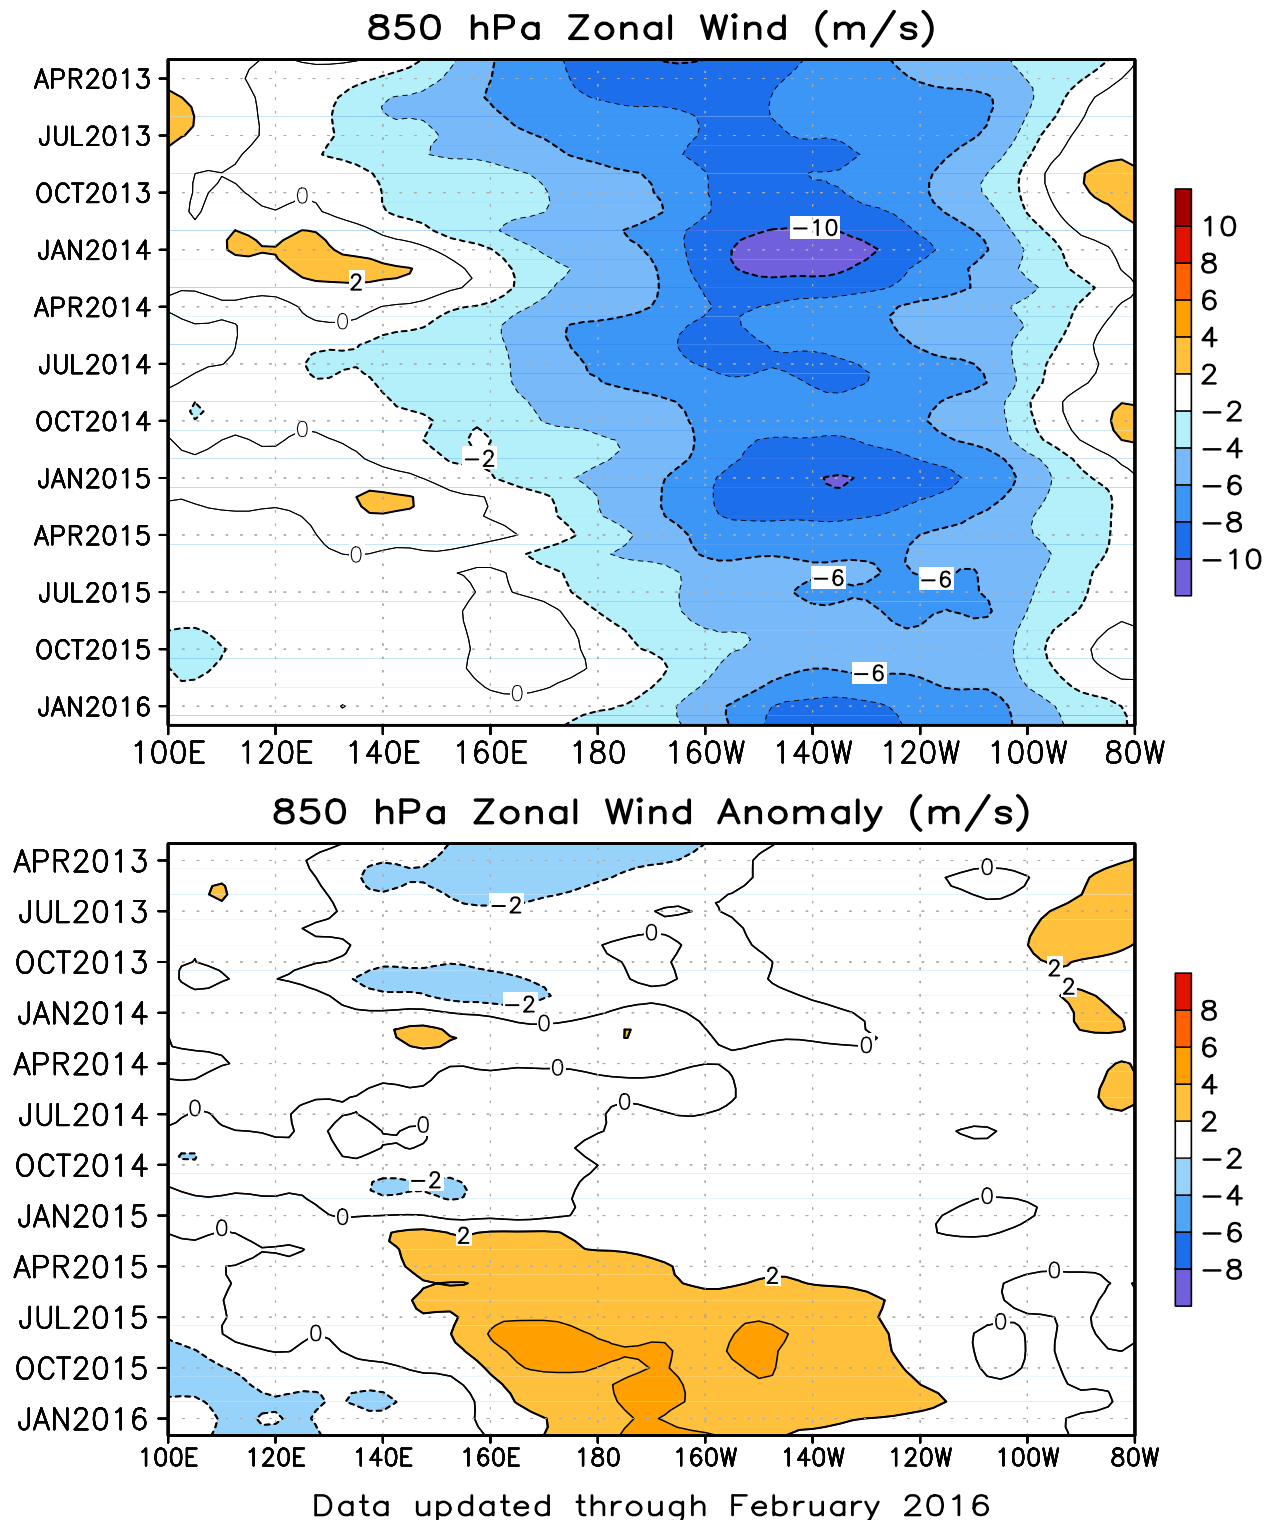 850 hPa Zonal Wind (m/s)
APR2013
JUL2013
OCT2013
JAN2014
APR2014
JUL2014
OCT2014
JAN2015
APR2015
JUL2015
OCT2015
JAN2016
0
−10
2
0
0
−2
0
−6
−6
−6
0
100E 120E 140E 160E 180 160W 140W 120W 100W 80W
10
8
6
4
2
−2
−4
−6
−8
−10
850 hPa Zonal Wind Anomaly (m/s)
APR2013
JUL2013
OCT2013
JAN2014
APR2014
JUL2014
OCT2014
JAN2015
APR2015
JUL2015
OCT2015
JAN2016
0
−2
0
2
2
−2
0
0
0
0
0
0
−2
0
0
0
2
0
2
0
0
100E 120E 140E 160E 180 160W 140W 120W 100W 80W
8
6
4
2
−2
−4
−6
−8
Data updated through February 2016